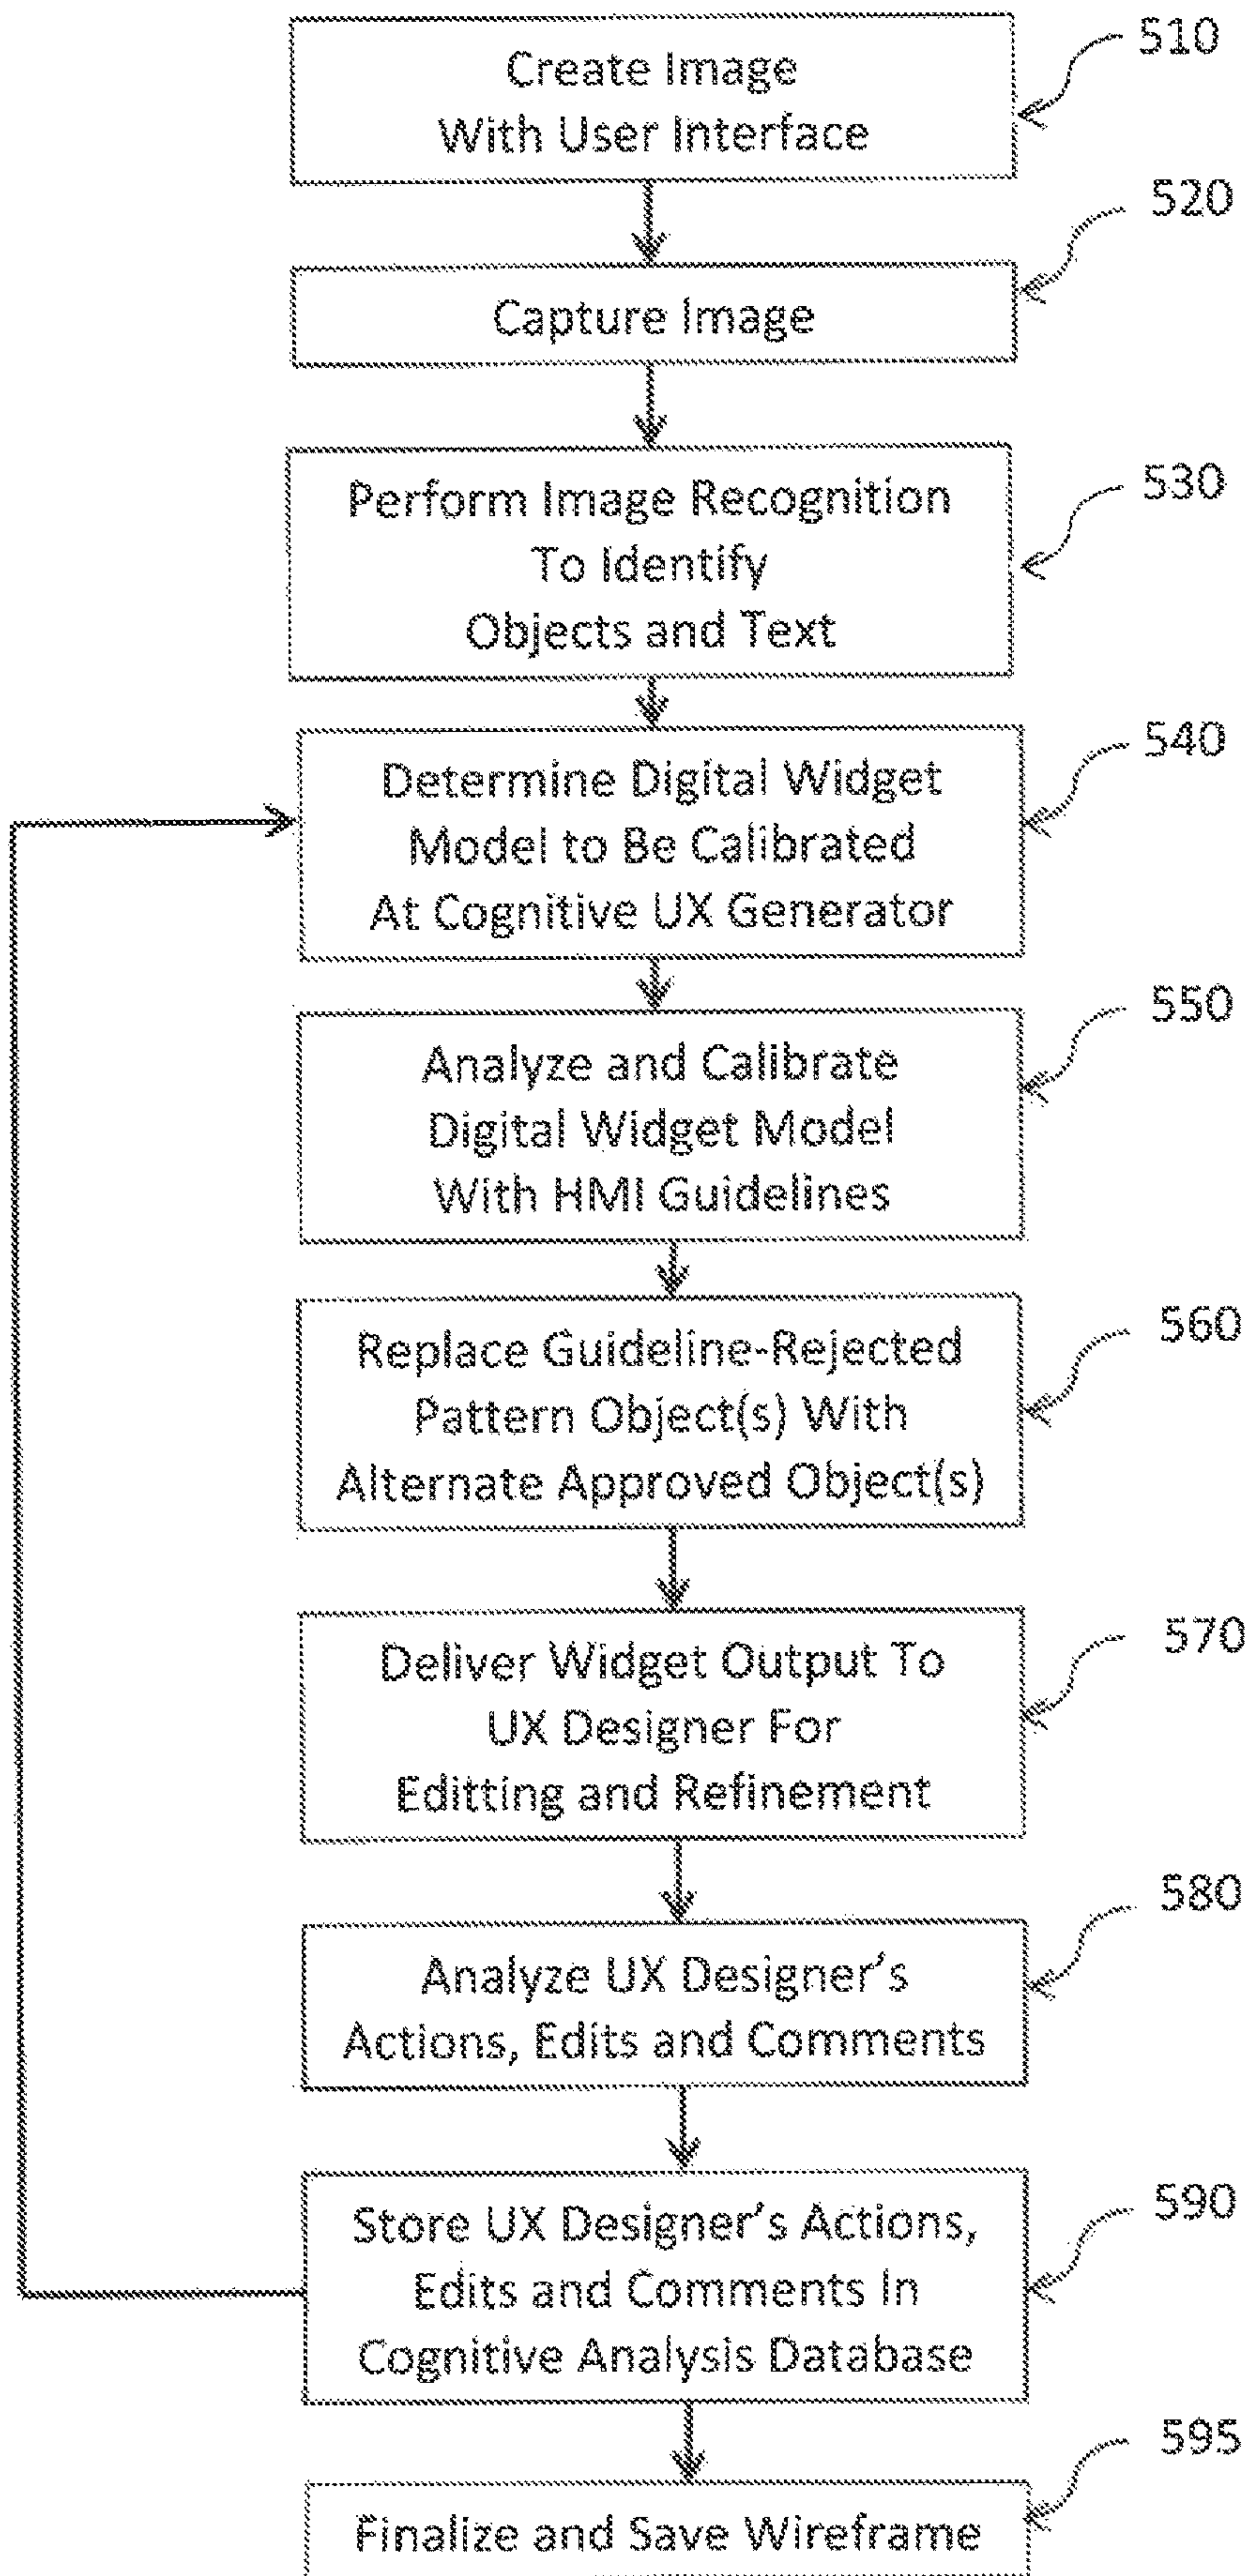 Create Image
With User Interface
510
Capture Image
520
Perform Image Recognition
To Identify
Objects and Text
530
Determine Digital Widget
Model to Be Calibrated
At Cognitive UX Generator
540
Analyze and Calibrate
Digital Widget Model
With HMI Guidelines
550
Replace Guideline-Rejected
Pattern Object(s) With
Alternate Approved Object(s)
560
Deliver Widget Output To
UX Designer For
Editting and Refinement
570
Analyze UX Designer's
Actions, Edits and Comments
580
Store UX Designer's Actions,
Edits and Comments In
Cognitive Analysis Database
590
Finalize and Save Wireframe
595